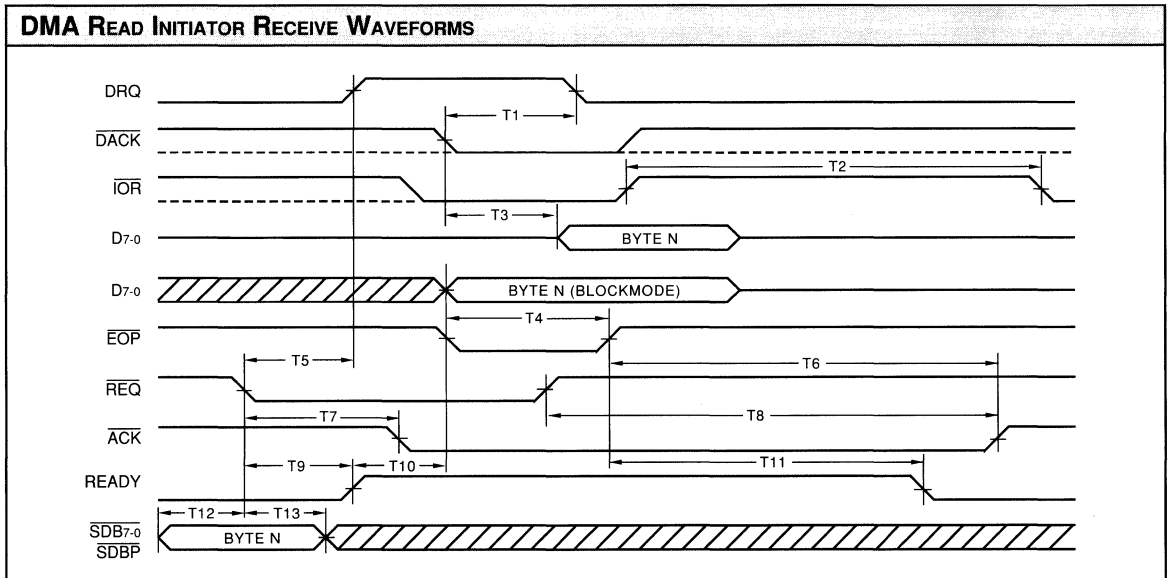 DMA READ INITIATOR RECEIVE WAVEFORMS
DRQ
T1
DACK
T2
IOR
T3
D7-0
BYTE N
D7-0
BYTE N (BLOCKMODE)
T4
EOP
T5
T6
REQ
T7
T8
ACK
T9
T10
T11
READY
T12
T13
SDB7-0
SDBP
BYTE N